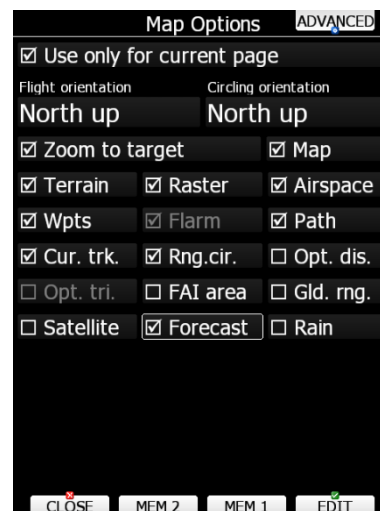 Map Options ADVANCED
Use only for current page
Flight orientation Circling orientation
North up North up
Zoom to target Map
Terrain Raster Airspace
Wpts Flarm Path
Cur. trk. Rng.cir. Opt. dis.
Opt. tri. FAI area Gld. rng.
Satellite Forecast Rain
CLOSE MEM 2 MEM 1 EDIT